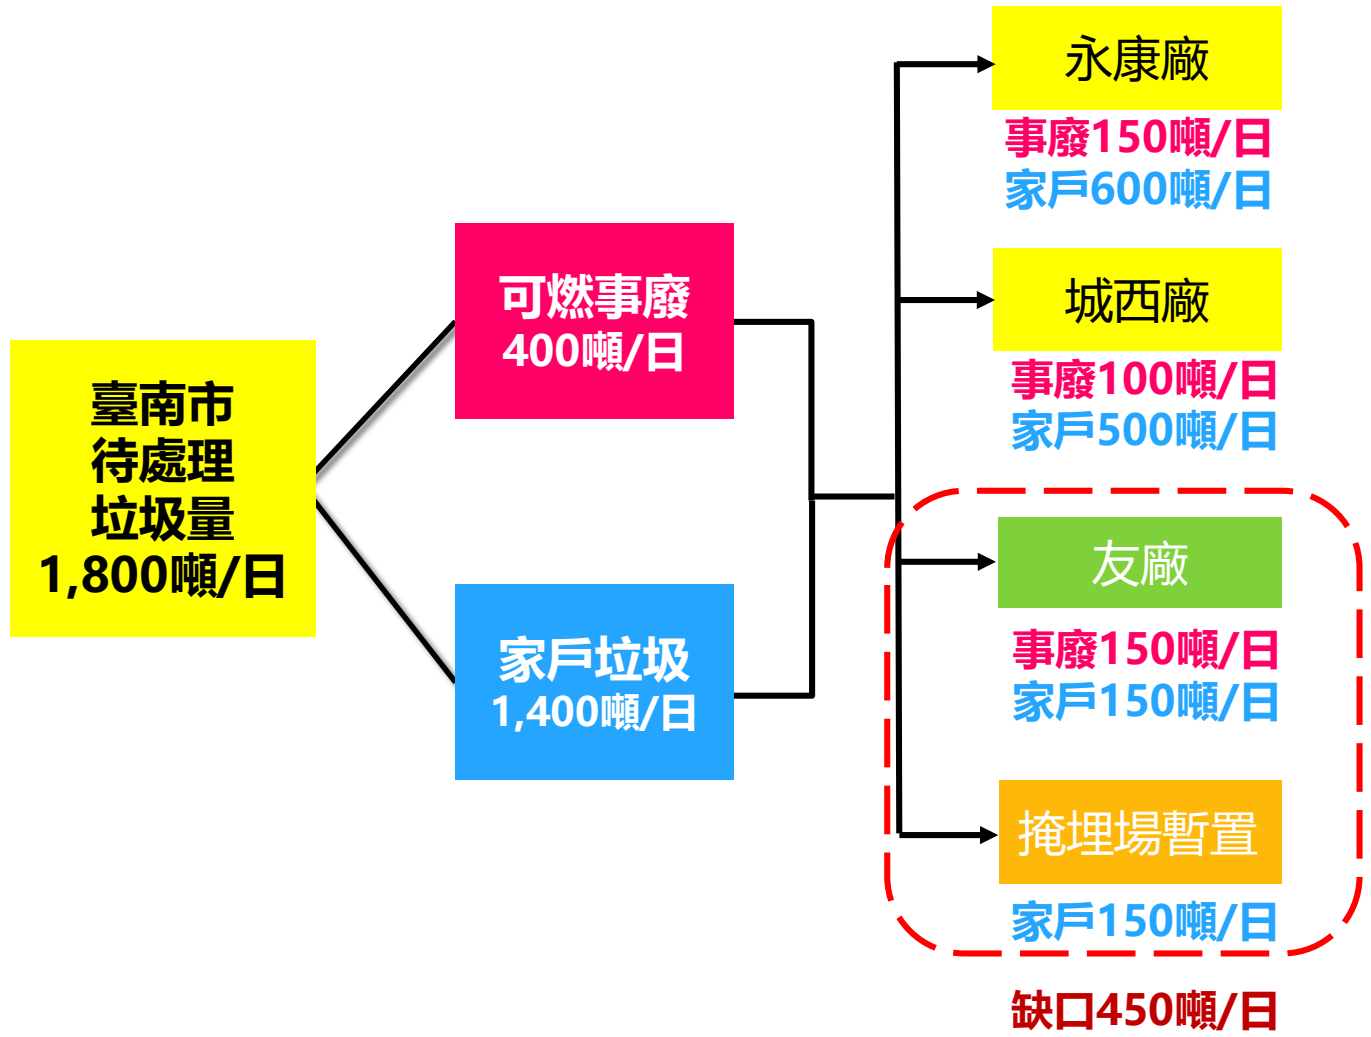 臺南市
待處理
垃圾量
1,800噸/日
可燃事廢
400噸/日
家戶垃圾
1,400噸/日
永康廠
事廢150噸/日
家戶600噸/日
城西廠
事廢100噸/日
家戶500噸/日
友廠
事廢150噸/日
家戶150噸/日
掩埋場暫置
家戶150噸/日
缺口450噸/日